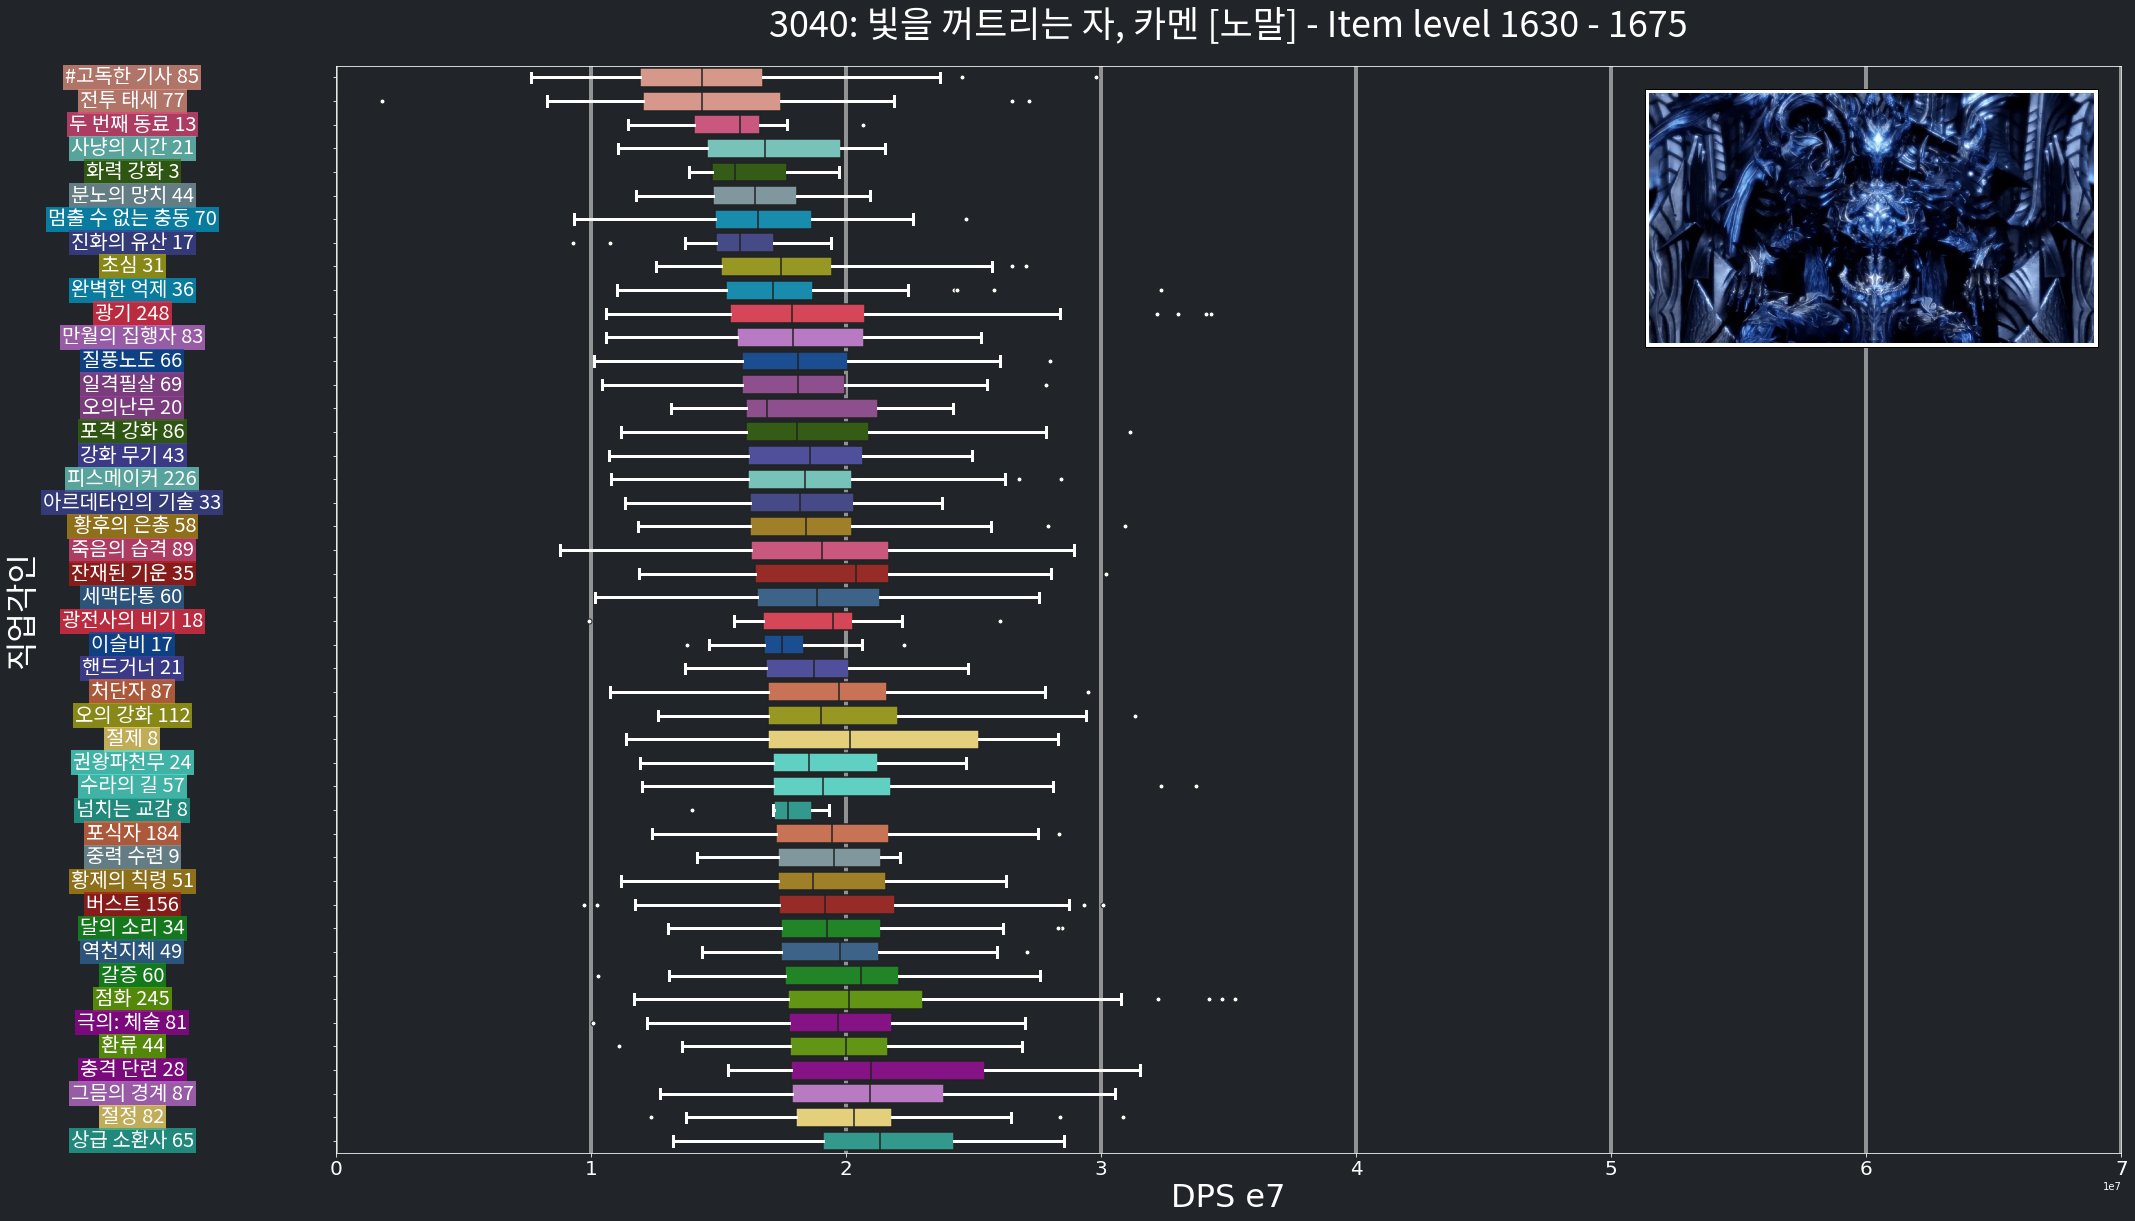 3040: 빛을 꺼트리는 자, 카멘 [노말] - Item level 1630 - 1675
#고독한 기사 85
전투 태세 77
두 번째 동료 13
사냥의 시간 21
화력 강화 3
분노의 망치 44
멈출 수 없는 충동 70
진화의 유산 17
초심 31
완벽한 억제 36
광기 248
만월의 집행자 83
질풍노도 66
일격필살 69
오의난무 20
포격 강화 86
강화 무기 43
피스메이커 226
아르데타인의 기술 33
황후의 은총 58
죽음의 습격 89
잔재된 기운 35
세맥타통 60
광전사의 비기 18
이슬비 17
핸드거너 21
처단자 87
오의 강화 112
절제 8
권왕파천무 24
수라의 길 57
넘치는 교감 8
포식자 184
중력 수련 9
황제의 칙령 51
버스트 156
달의 소리 34
역천지체 49
갈증 60
점화 245
극의: 체술 81
환류 44
충격 단련 28
그믐의 경계 87
절정 82
상급 소환사 65
직업각인
0 1 2 3 4 5 6 7
1e7
DPS e7